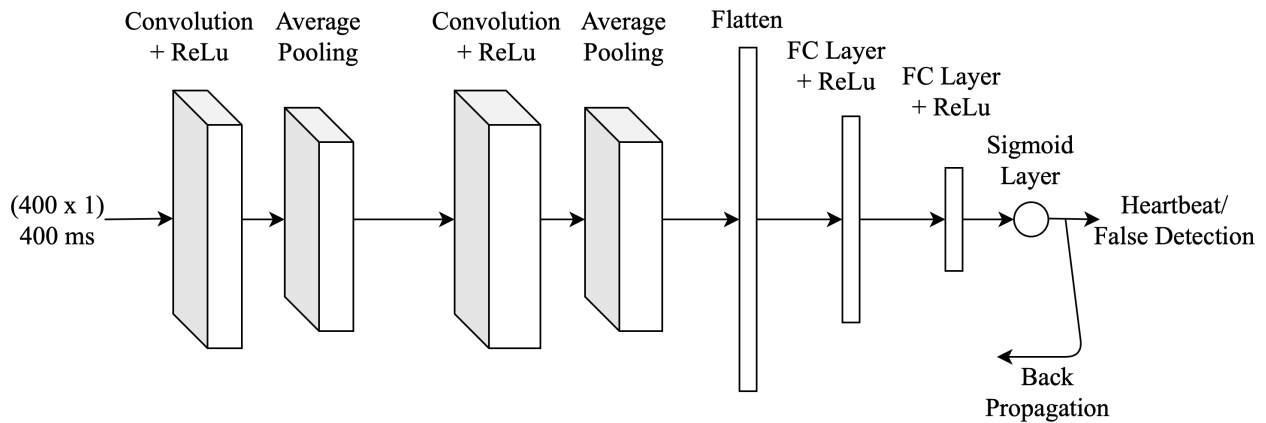 Convolution
+ ReLu
Average
Pooling
Convolution
+ ReLu
Average
Pooling
Flatten
FC Layer
+ ReLu
FC Layer
+ ReLu
Sigmoid
Layer
(400 x 1)
400 ms
Heartbeat/
False Detection
Back
Propagation